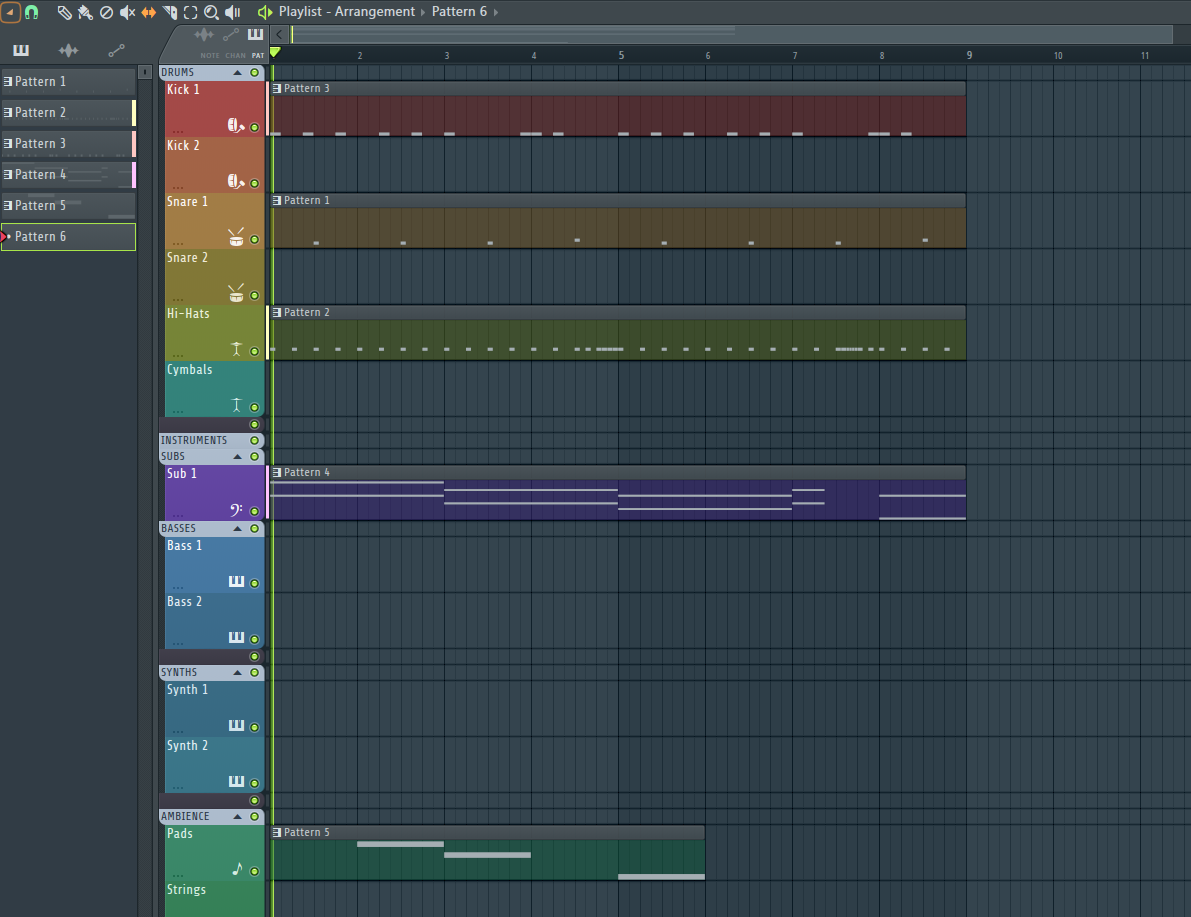 Playlist - Arrangement › Pattern 6 ›
NOTE CHAN PAT
2 3 4 5 6 7 8 9 10 11
Pattern 1
Pattern 2
Pattern 3
Pattern 4
Pattern 5
Pattern 6
DRUMS
Kick 1
Pattern 3
Kick 2
Snare 1
Pattern 1
Snare 2
Hi-Hats
Pattern 2
Cymbals
INSTRUMENTS
SUBS
Sub 1
Pattern 4
BASSES
Bass 1
Bass 2
SYNTHS
Synth 1
Synth 2
AMBIENCE
Pads
Pattern 5
Strings